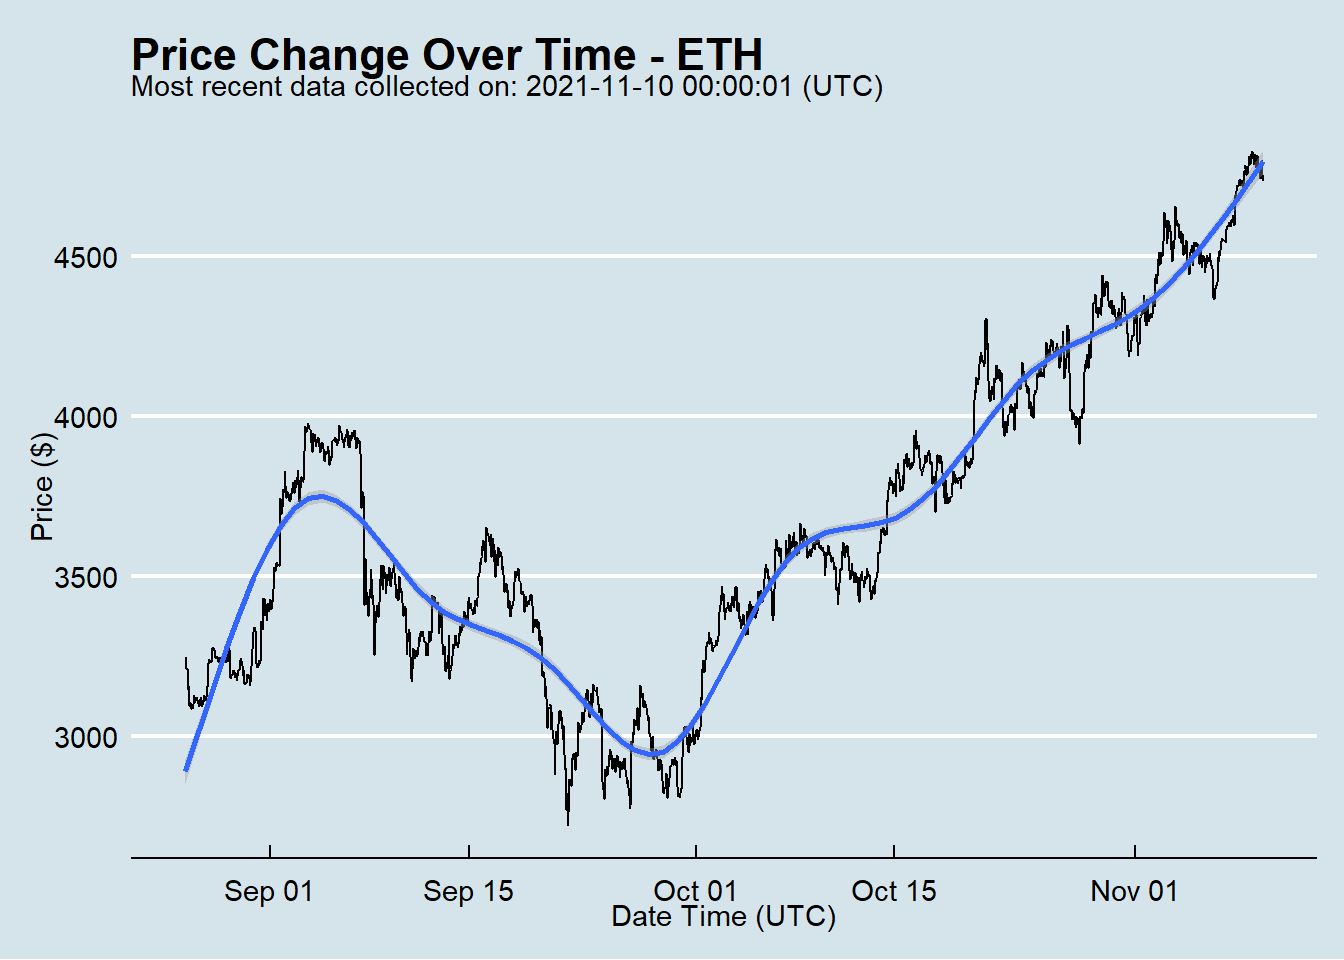 Price Change Over Time - ETH
Most recent data collected on: 2021-11-10 00:00:01 (UTC)
Price ($)
4500
4000
3500
3000
Sep 01
Sep 15
Oct 01
Oct 15
Nov 01
Date Time (UTC)